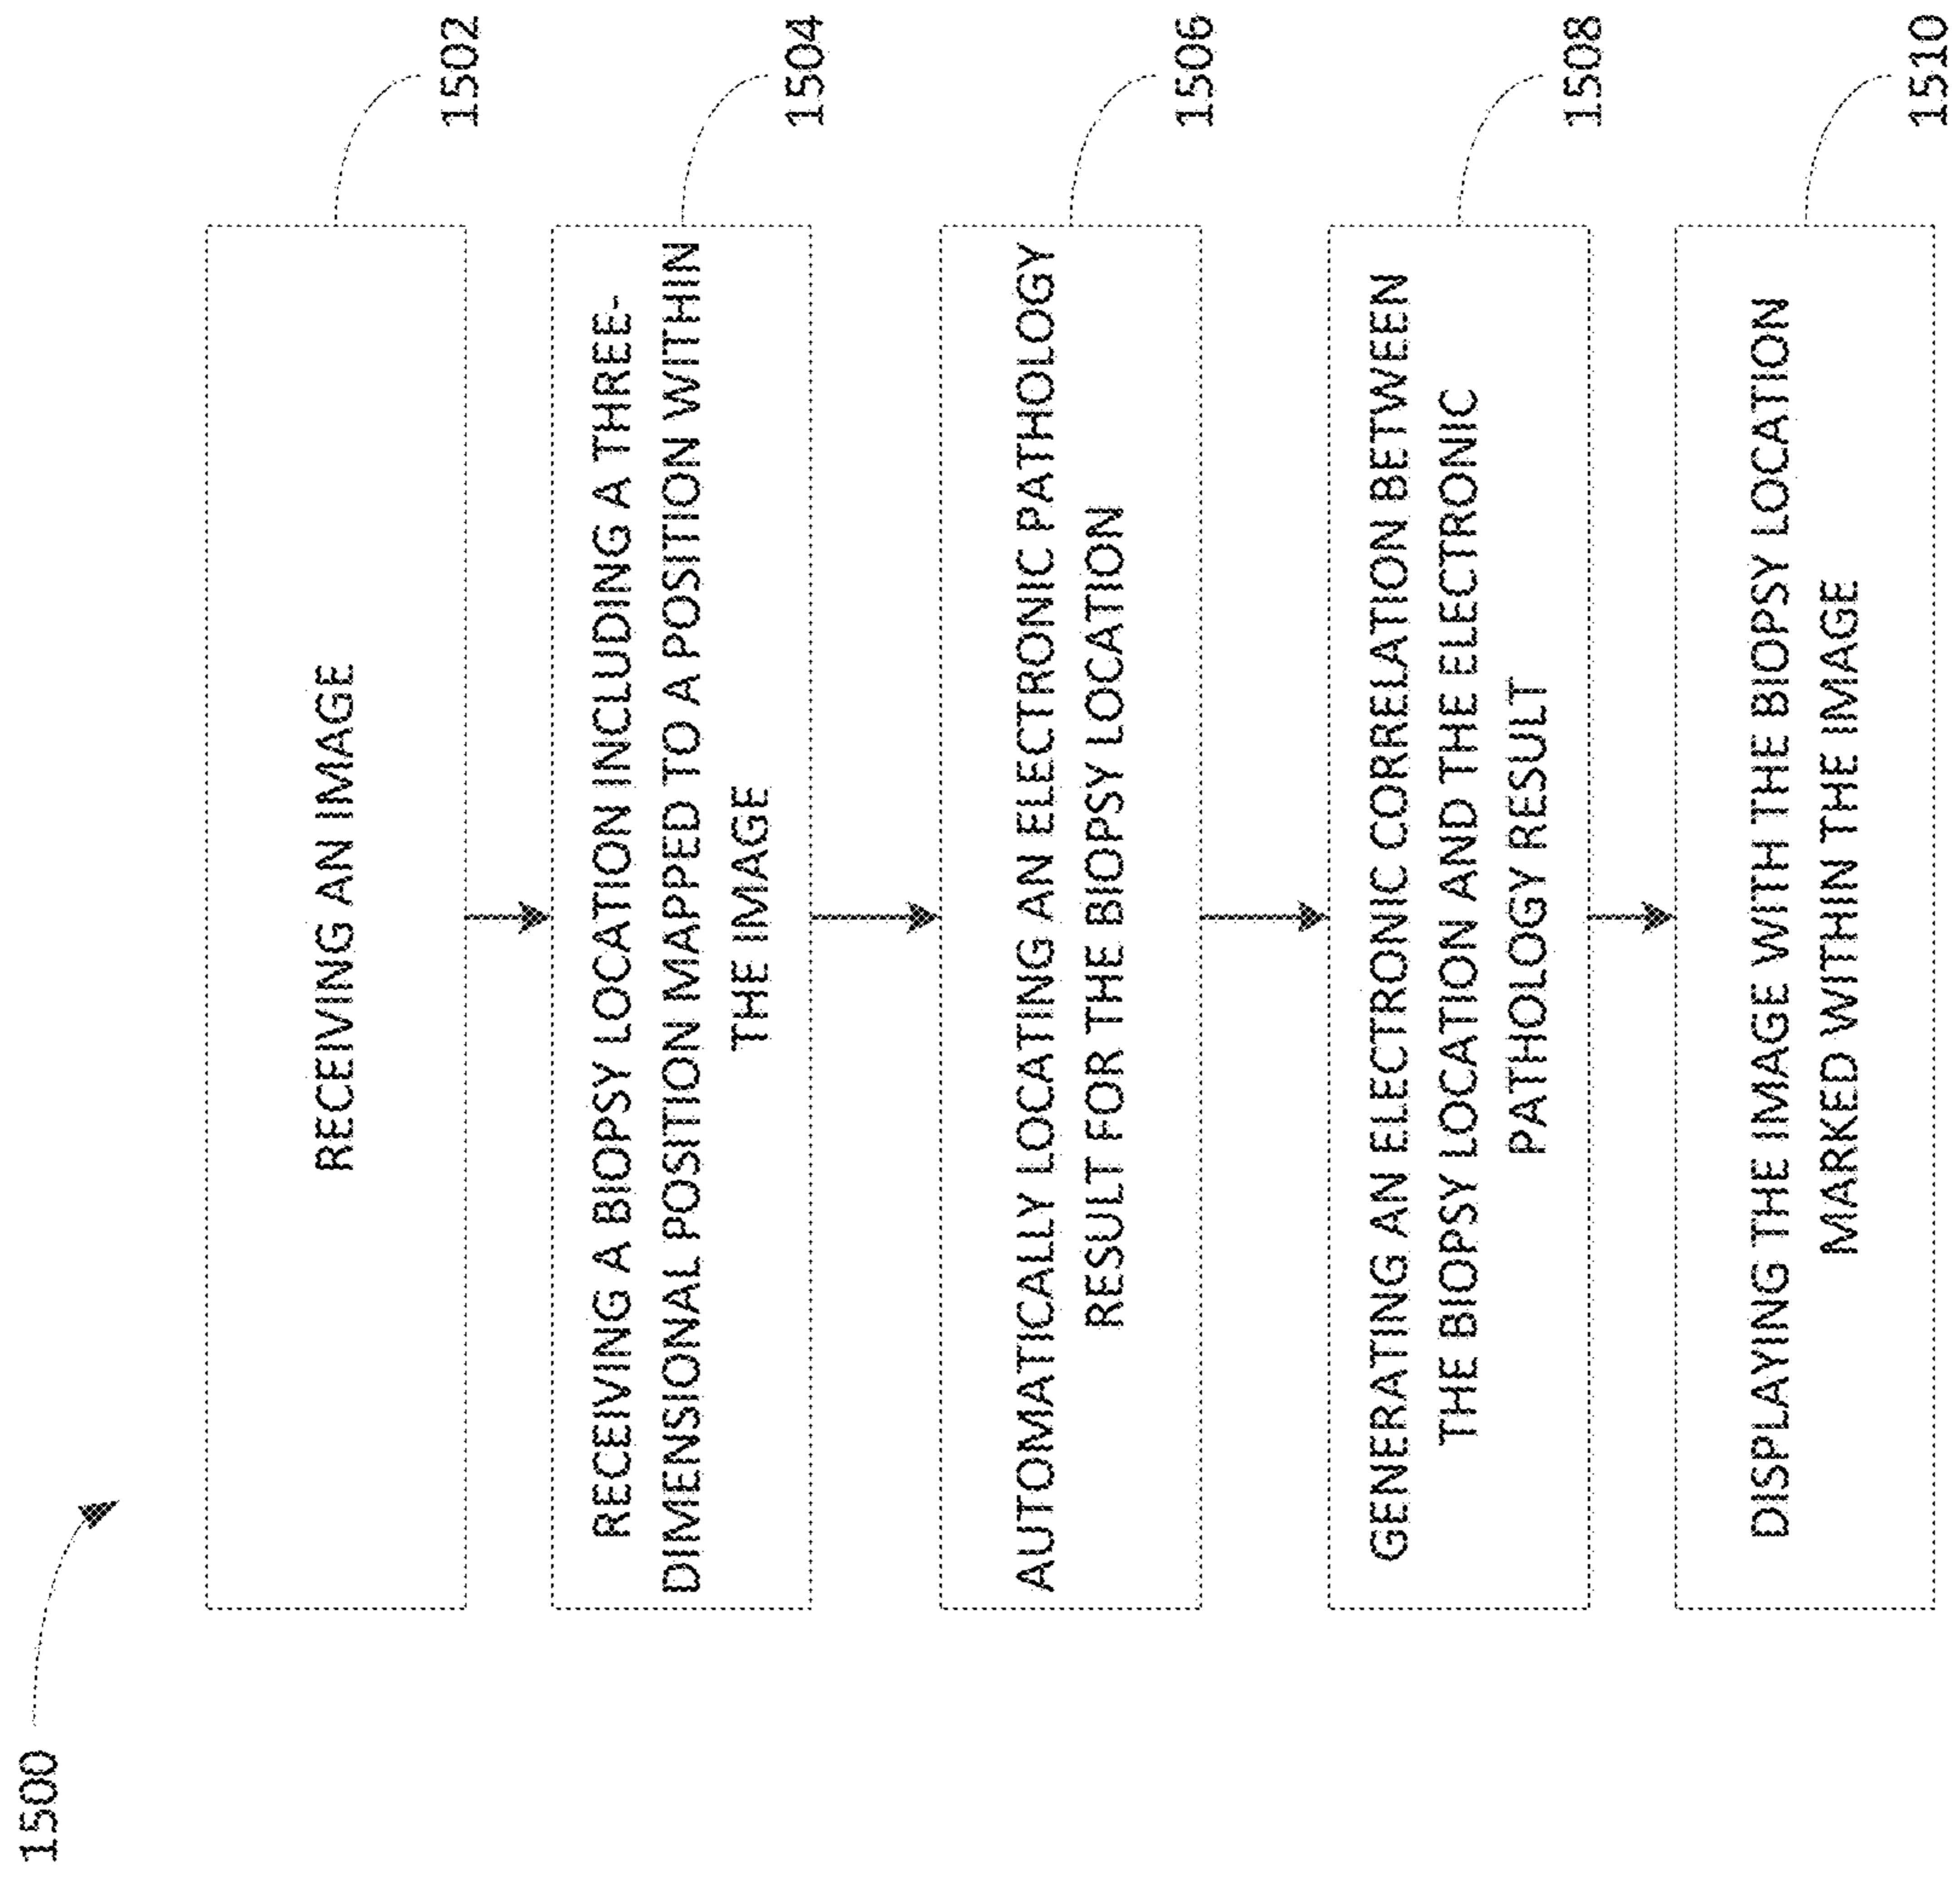 1500
RECEIVING AN IMAGE
1502
RECEIVING A BIOPSY LOCATION INCLUDING A THREE-
DIMENSIONAL POSITION MAPPED TO A POSITION WITHIN
THE IMAGE
1504
AUTOMATICALLY LOCATING AN ELECTRONIC PATHOLOGY
RESULT FOR THE BIOPSY LOCATION
1506
GENERATING AN ELECTRONIC CORRELATION BETWEEN
THE BIOPSY LOCATION AND THE ELECTRONIC
PATHOLOGY RESULT
1508
DISPLAYING THE IMAGE WITH THE BIOPSY LOCATION
MARKED WITHIN THE IMAGE
1510